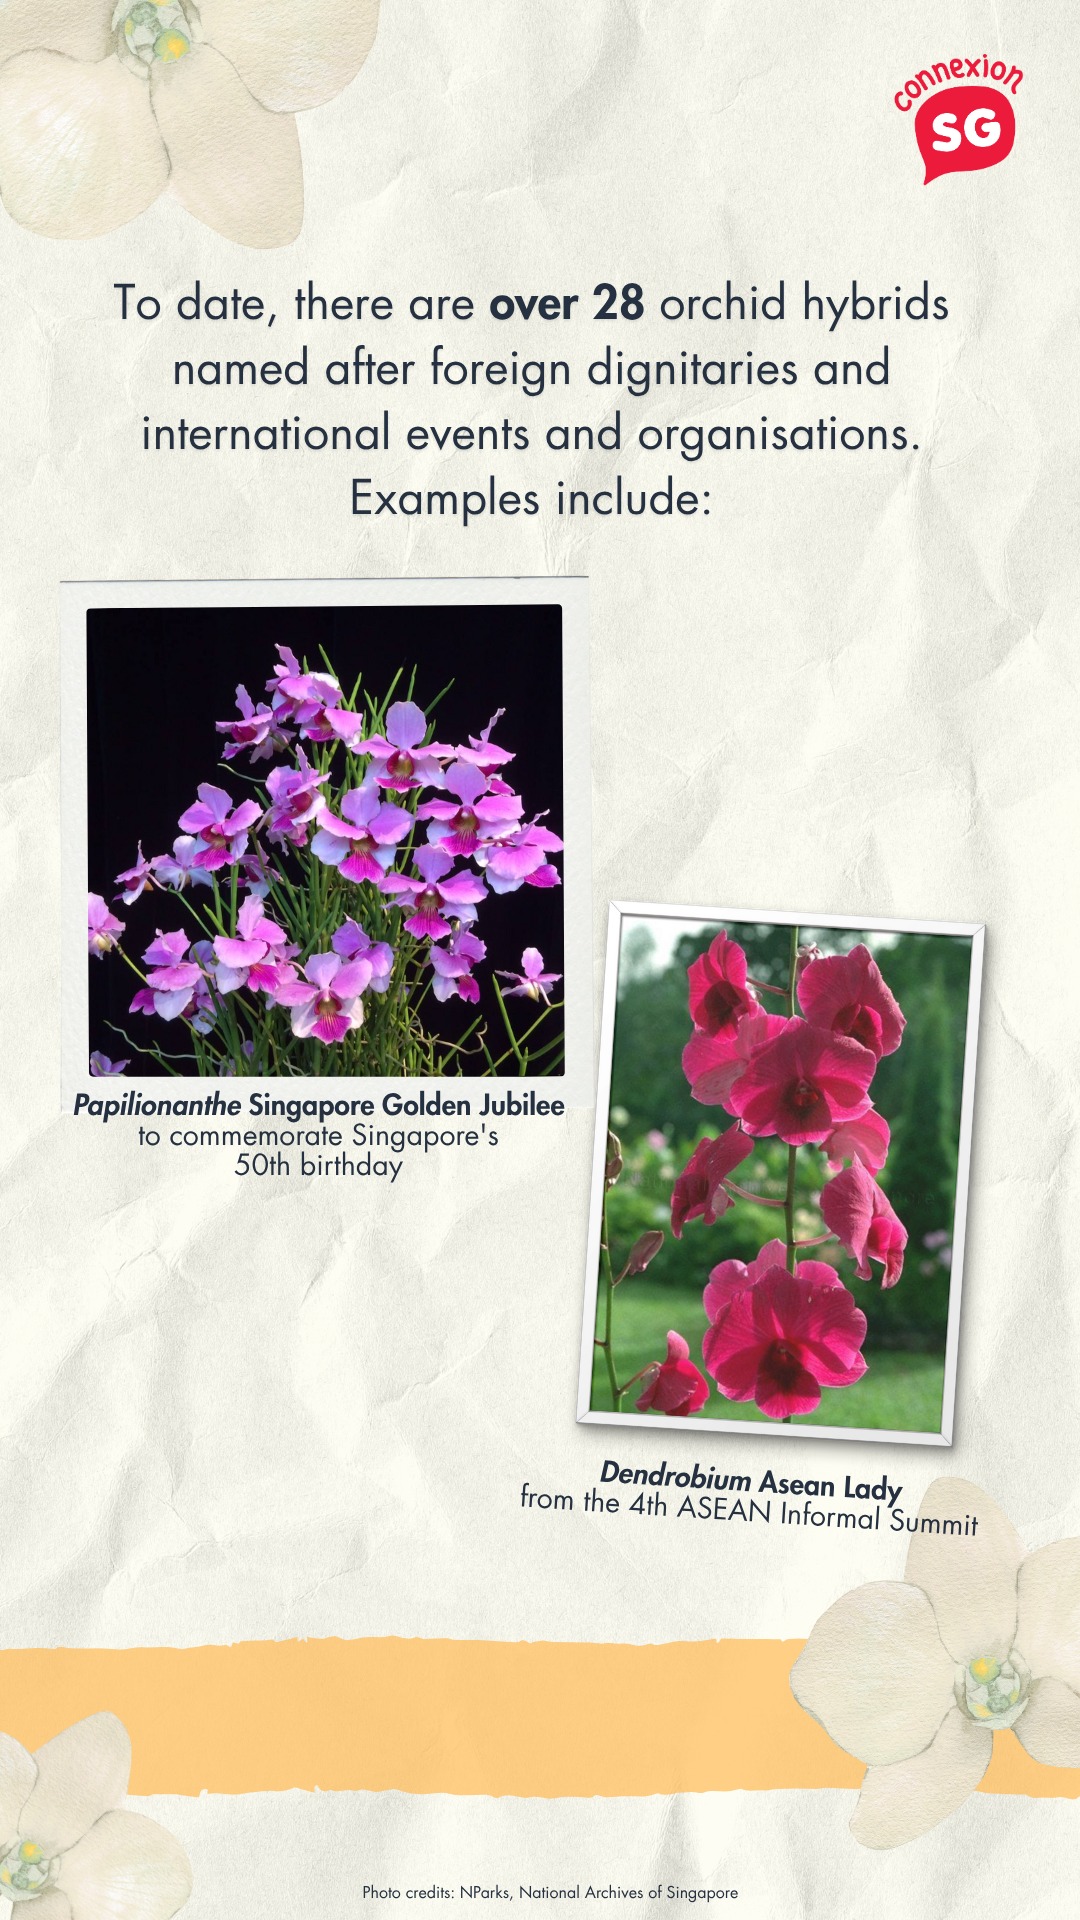 connexion
SG
To date, there are over 28 orchid hybrids
named after foreign dignitaries and
international events and organisations.
Examples include:
Papilionanthe Singapore Golden Jubilee
to commemorate Singapore's
50th birthday
Dendrobium Asean Lady
from the 4th ASEAN Informal Summit
Photo credits: NParks, National Archives of Singapore